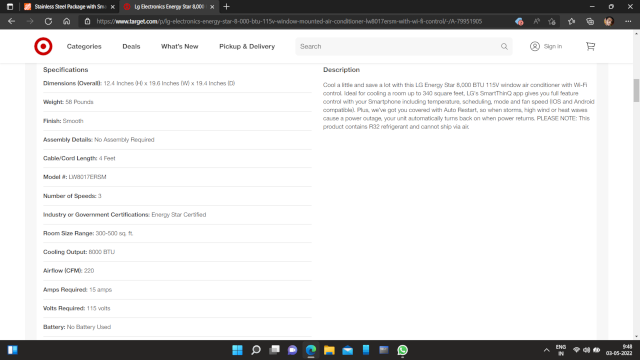 Stainless Steel Package with Sma
Lg Electronics Energy Star 8,000
https://www.target.com/p/lg-electronics-energy-star-8-000-btu-115v-window-mounted-air-conditioner-lw8017ersm-with-wi-fi-control/-/A-79951905
Categories Deals What's New Pickup & Delivery Search Sign in
Specifications
Dimensions (Overall): 12.4 Inches (H) x 19.6 Inches (W) x 19.4 Inches (D)
Weight: 56 Pounds
Finish: Smooth
Assembly Details: No Assembly Required
Cable/Cord Length: 4 Feet
Model #: LW8017ERSM
Number of Speeds: 3
Industry or Government Certifications: Energy Star Certified
Room Size Range: 300-500 sq. ft.
Cooling Output: 8000 BTU
Airflow (CFM): 220
Amps Required: 15 amps
Volts Required: 115 volts
Battery: No Battery Used
Description
Cool a little and save a lot with this LG Energy Star 8,000 BTU 115V window air conditioner with Wi-Fi
control. Ideal for cooling a room up to 340 square feet, LG's SmartThinQ app gives you full feature
control with your Smartphone including temperature, scheduling, mode and fan speed (IOS and Android
compatible). Plus, we've got you covered with Auto Restart, so when storms, high wind or heat waves
cause a power outage, your unit automatically turns back on when power returns. PLEASE NOTE: This
product contains R32 refrigerant and cannot ship via air.
ENG
IN
9:48
03-05-2022